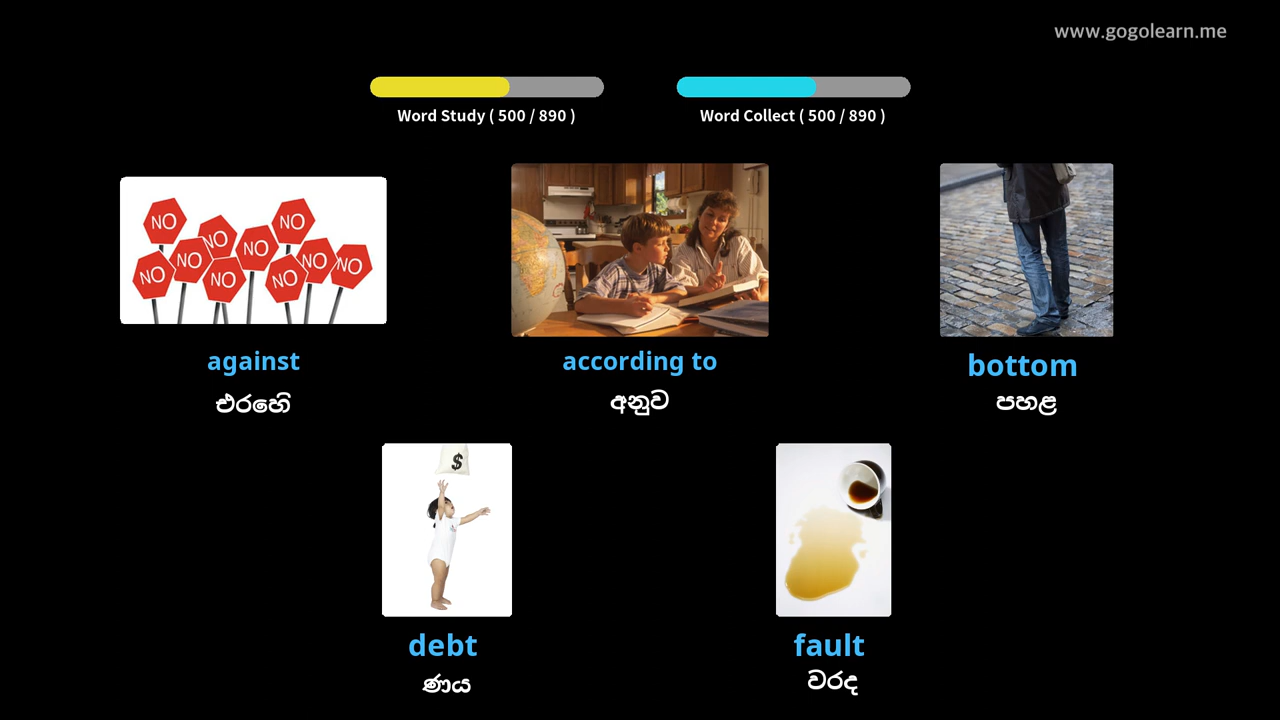 www.gogolearn.me
Word Study ( 500 / 890 )
Word Collect ( 500 / 890 )
NO
NO
NO
NO
NO
NO
NO
NO
NO
NO
against
according to
bottom
එරෙහි
අනුව
පහළ
$
debt
fault
ණය
වරද